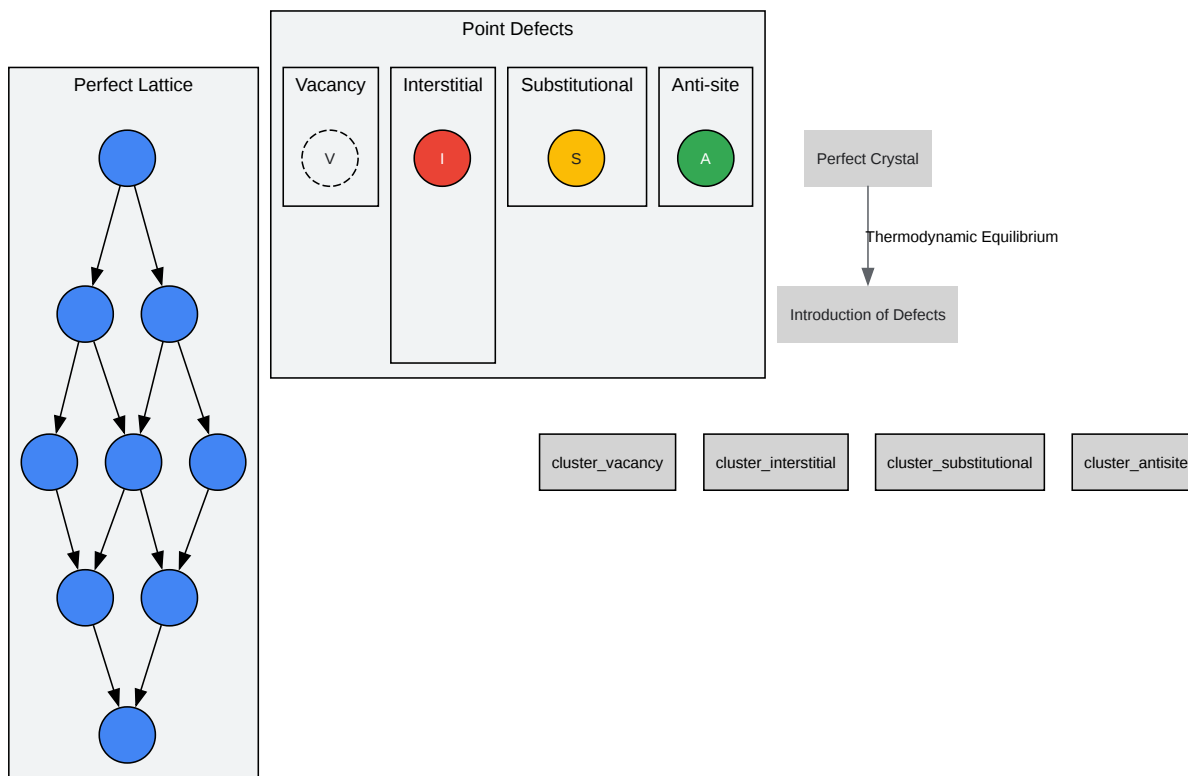 Point Defects
Perfect Lattice
Vacancy
Interstitial
Substitutional
Anti-site
V
I
S
A
Perfect Crystal
Thermodynamic Equilibrium
Introduction of Defects
cluster_vacancy
cluster_interstitial
cluster_substitutional
cluster_antisite